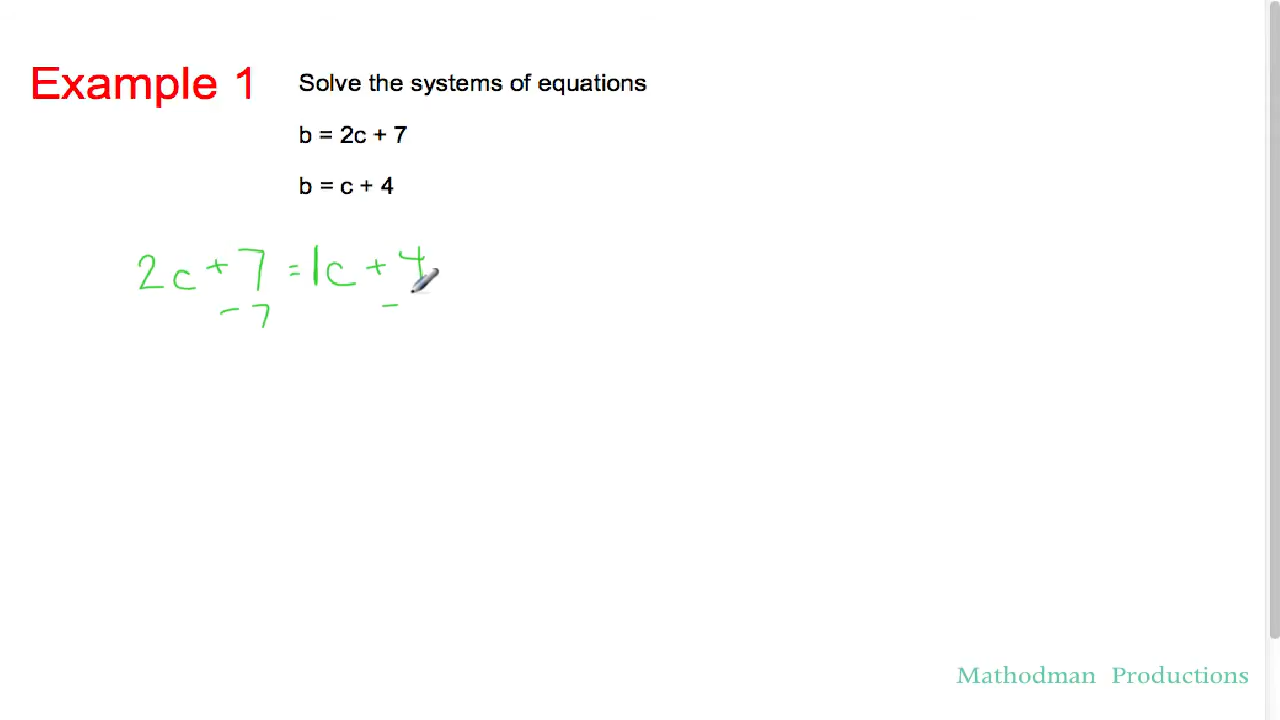 Example 1 Solve the systems of equations
b = 2c + 7
b = c + 4
2c + 7 = 1c + 4
- 7 -
Mathodman Productions